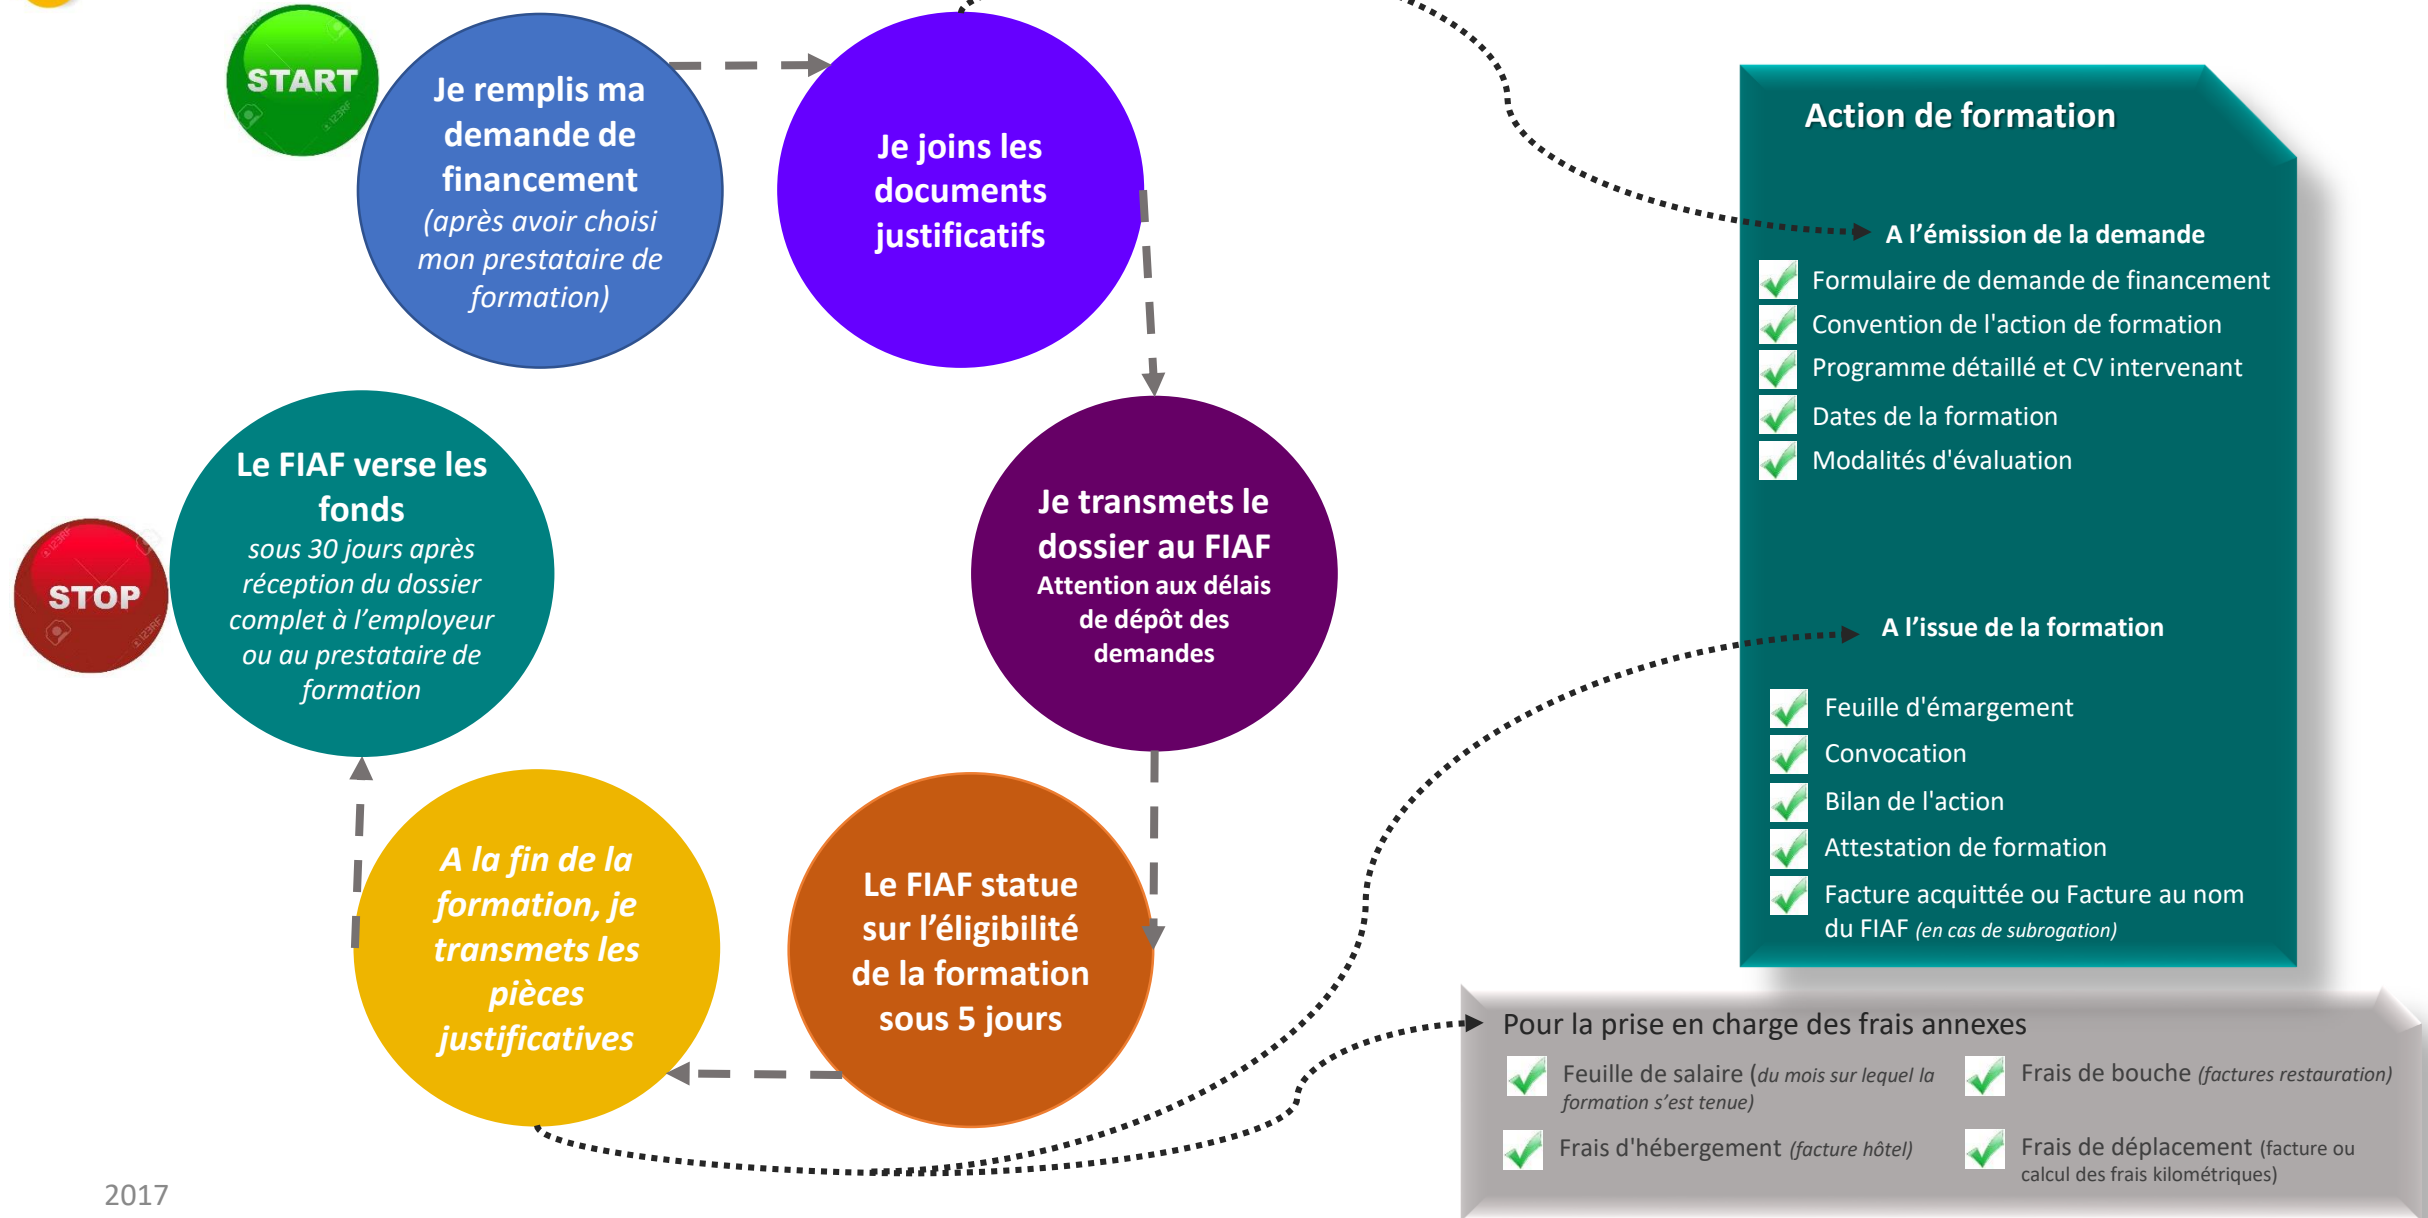 START
Je remplis ma
demande de
financement
(après avoir choisi
mon prestataire de
formation)
Je joins les
documents
justificatifs
Je transmets le
dossier au FIAF
Attention aux délais
de dépôt des
demandes
Le FIAF statue
sur l’éligibilité
de la formation
sous 5 jours
A la fin de la
formation, je
transmets les
pièces
justificatives
Le FIAF verse les
fonds
sous 30 jours après
réception du dossier
complet à l’employeur
ou au prestataire de
formation
STOP
Action de formation
A l’émission de la demande
Formulaire de demande de financement
Convention de l'action de formation
Programme détaillé et CV intervenant
Dates de la formation
Modalités d'évaluation
A l’issue de la formation
Feuille d'émargement
Convocation
Bilan de l'action
Attestation de formation
Facture acquittée ou Facture au nom
du FIAF (en cas de subrogation)
Pour la prise en charge des frais annexes
Feuille de salaire (du mois sur lequel la
formation s’est tenue)
Frais d'hébergement (facture hôtel)
Frais de bouche (factures restauration)
Frais de déplacement (facture ou
calcul des frais kilométriques)
2017